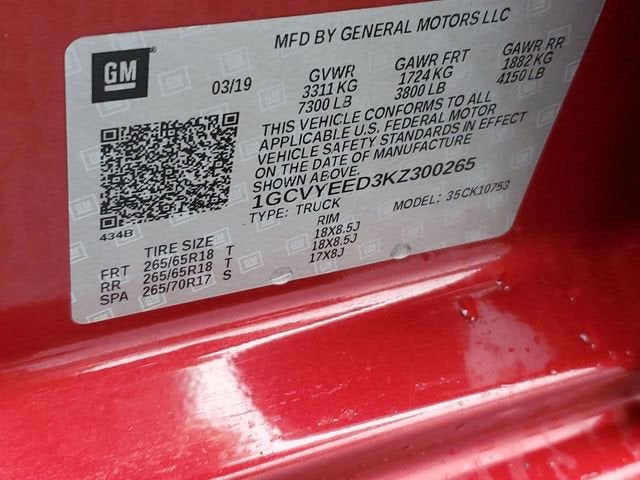 MFD BY GENERAL MOTORS LLC
GM
03/19
GVWR
3311 KG
7300 LB
GAWR FRT
1724 KG
3800 LB
GAWR RR
1882 KG
4150 LB
THIS VEHICLE CONFORMS TO ALL
APPLICABLE U.S. FEDERAL MOTOR
VEHICLE SAFETY STANDARDS IN EFFECT
ON THE DATE OF MANUFACTURE
SHOWN ABOVE.
1GCVYEED3KZ300265
TYPE: TRUCK MODEL: 35CK10753
434B
TIRE SIZE RIM
FRT 265/65R18 T 18X8.5J
RR 265/65R18 T 18X8.5J
SPA 265/70R17 S 17X8J